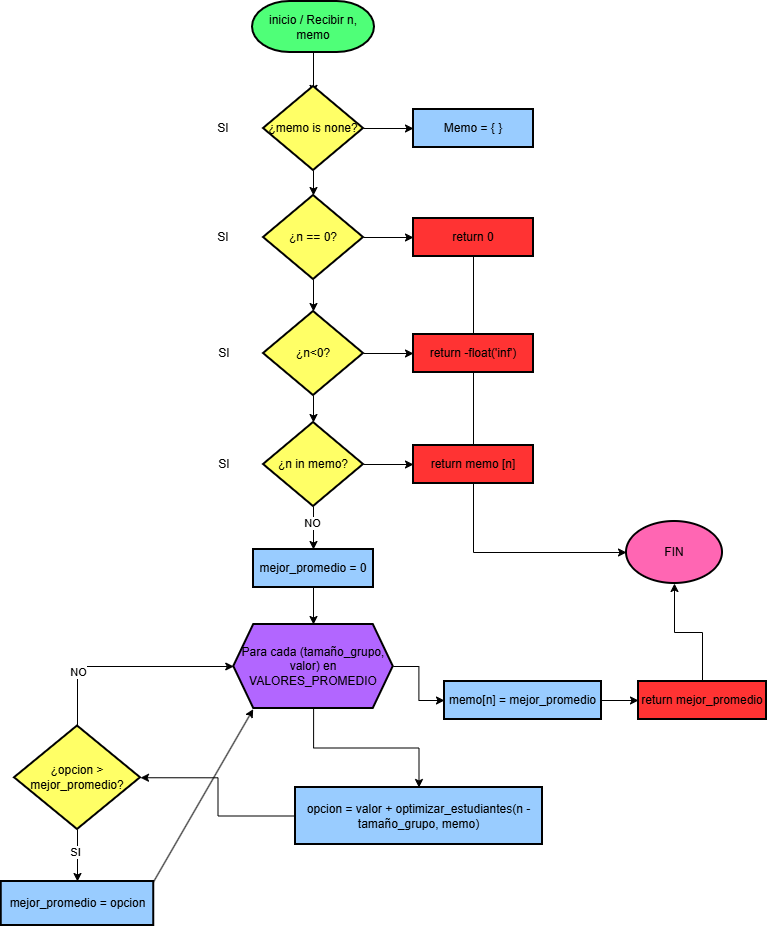 inicio / Recibir n,
memo
SI
¿memo is none?
Memo = { }
SI
¿n == 0?
return 0
SI
¿n<0?
return -float('inf')
SI
¿n in memo?
return memo [n]
NO
FIN
mejor_promedio = 0
Para cada (tamaño_grupo,
valor) en
VALORES_PROMEDIO
NO
memo[n] = mejor_promedio
return mejor_promedio
¿opcion >
mejor_promedio?
opcion = valor + optimizar_estudiantes(n -
tamaño_grupo, memo)
SI
mejor_promedio = opcion